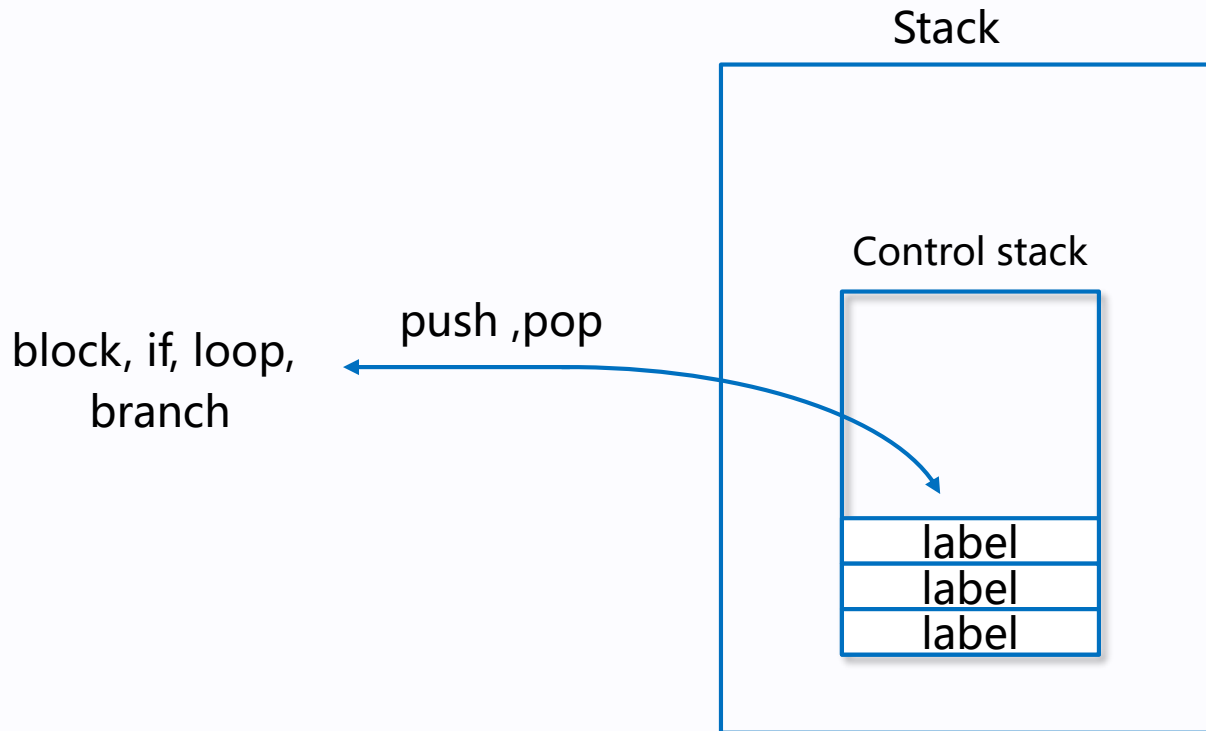 Stack
Control stack
push ,pop
block, if, loop,
branch
label
label
label